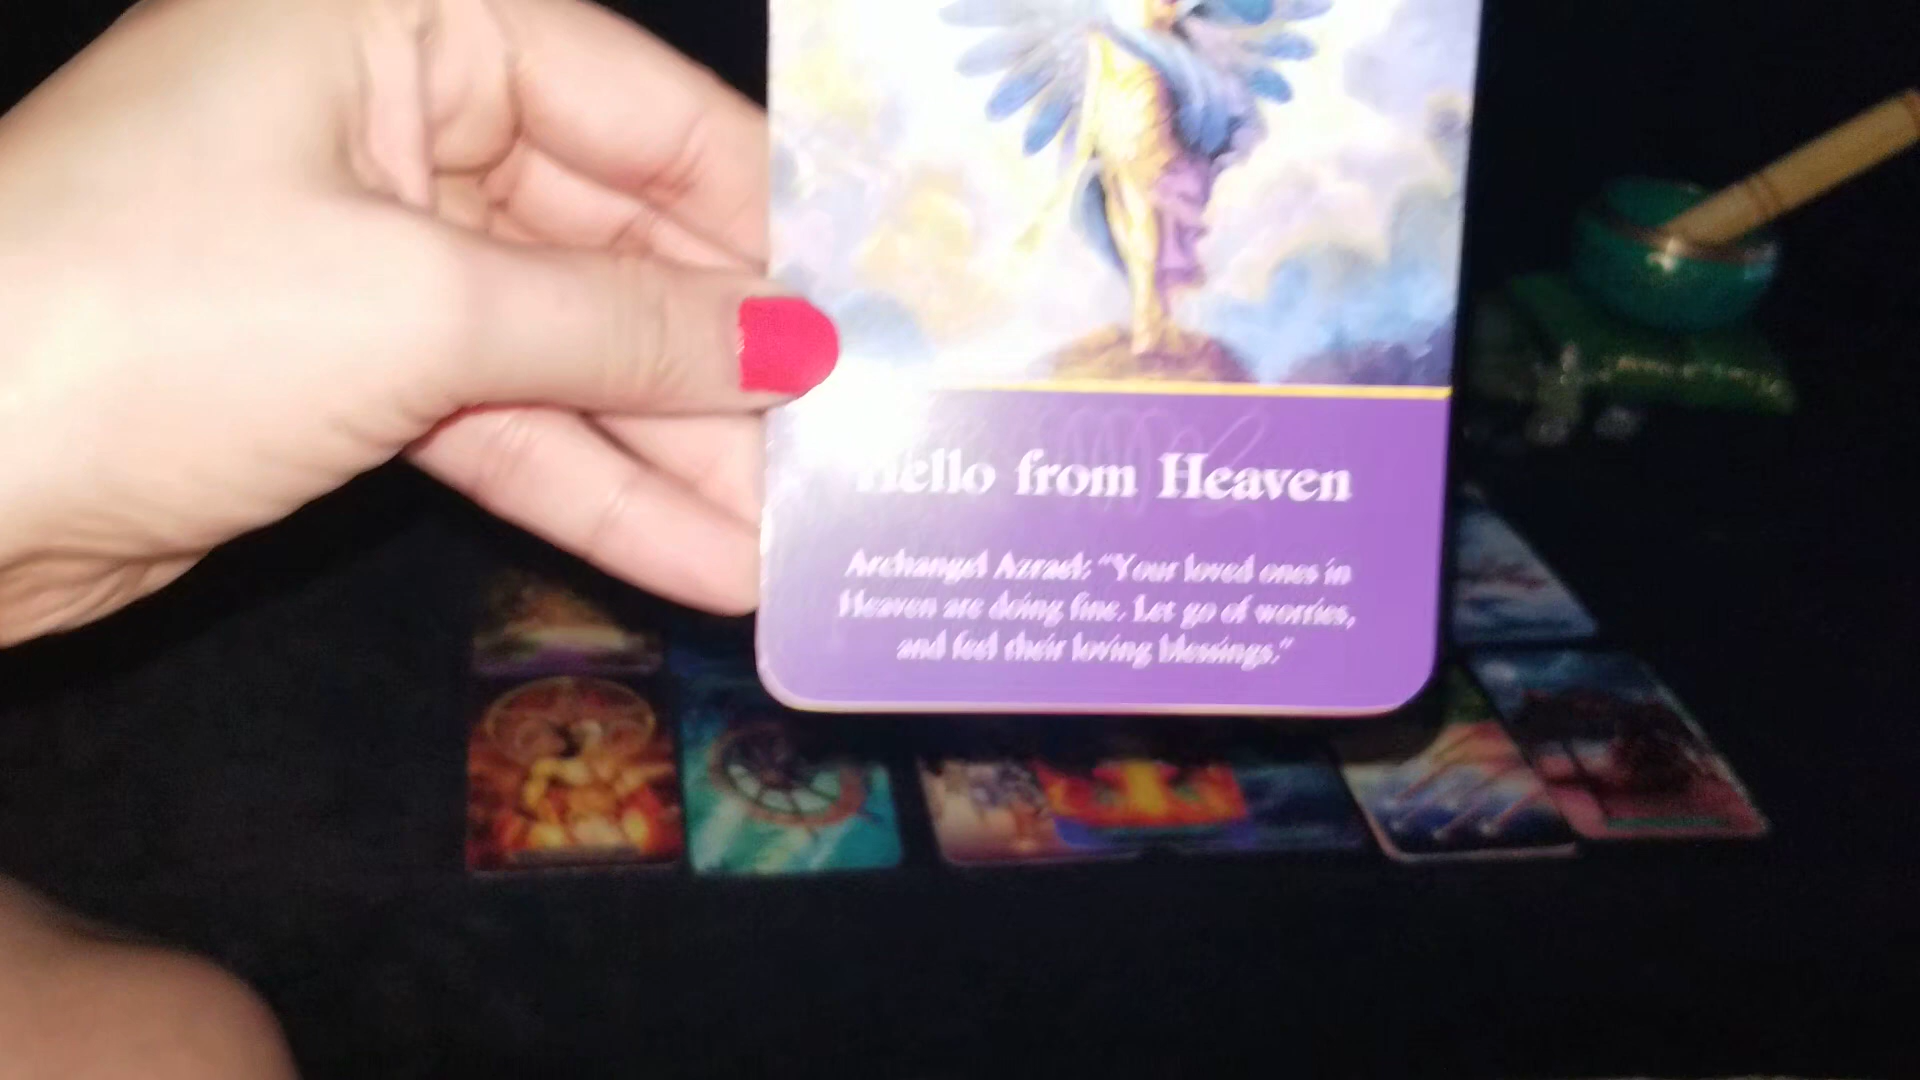 Hello from Heaven
Archangel Azrael: “Your loved ones in
Heaven are doing fine. Let go of worries,
and feel their loving blessings.”